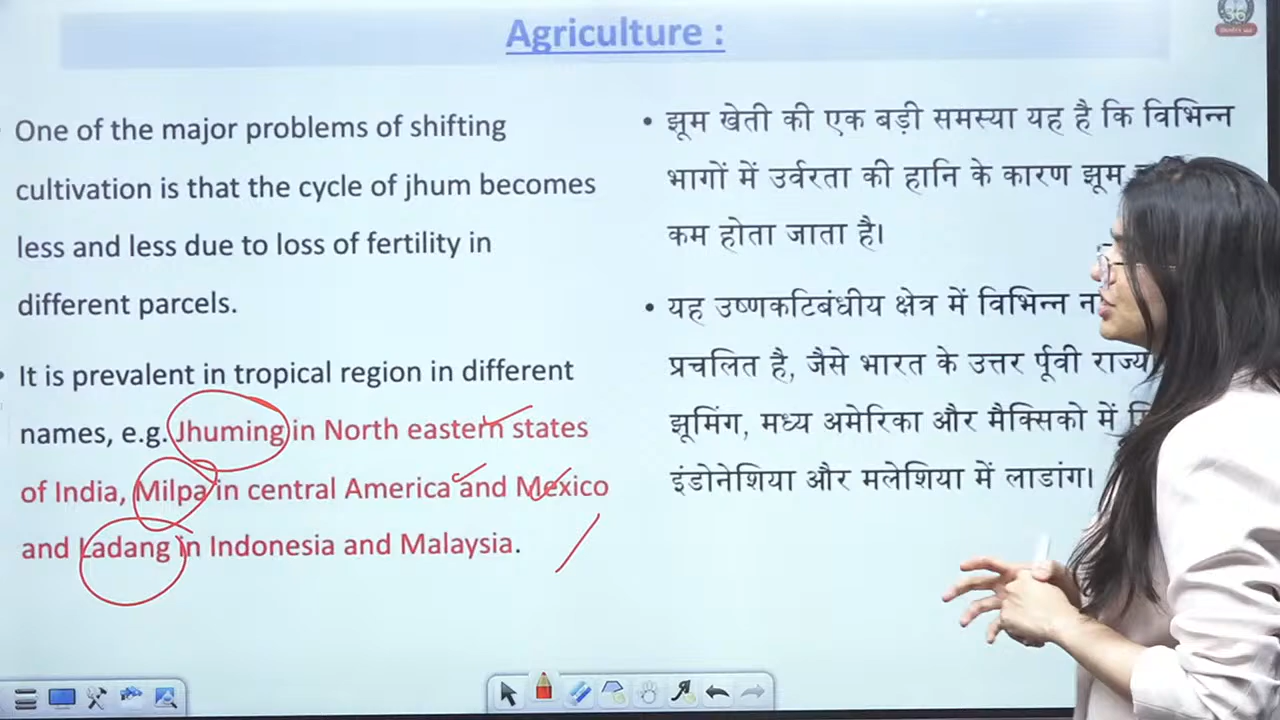 Agriculture :
One of the major problems of shifting
cultivation is that the cycle of jhum becomes
less and less due to loss of fertility in
different parcels.
It is prevalent in tropical region in different
names, e.g. Jhuming in North eastern states
of India, Milpa in central America and Mexico
and Ladang in Indonesia and Malaysia.
झूम खेती की एक बड़ी समस्या यह है कि विभिन्न
भागों में उर्वरता की हानि के कारण झूम
कम होता जाता है।
यह उष्णकटिबंधीय क्षेत्र में विभिन्न
प्रचलित है, जैसे भारत के उत्तर र्पूवी राज्य
झूमिंग, मध्य अमेरिका और मैक्सिको में
इंडोनेशिया और मलेशिया में लाडांग।